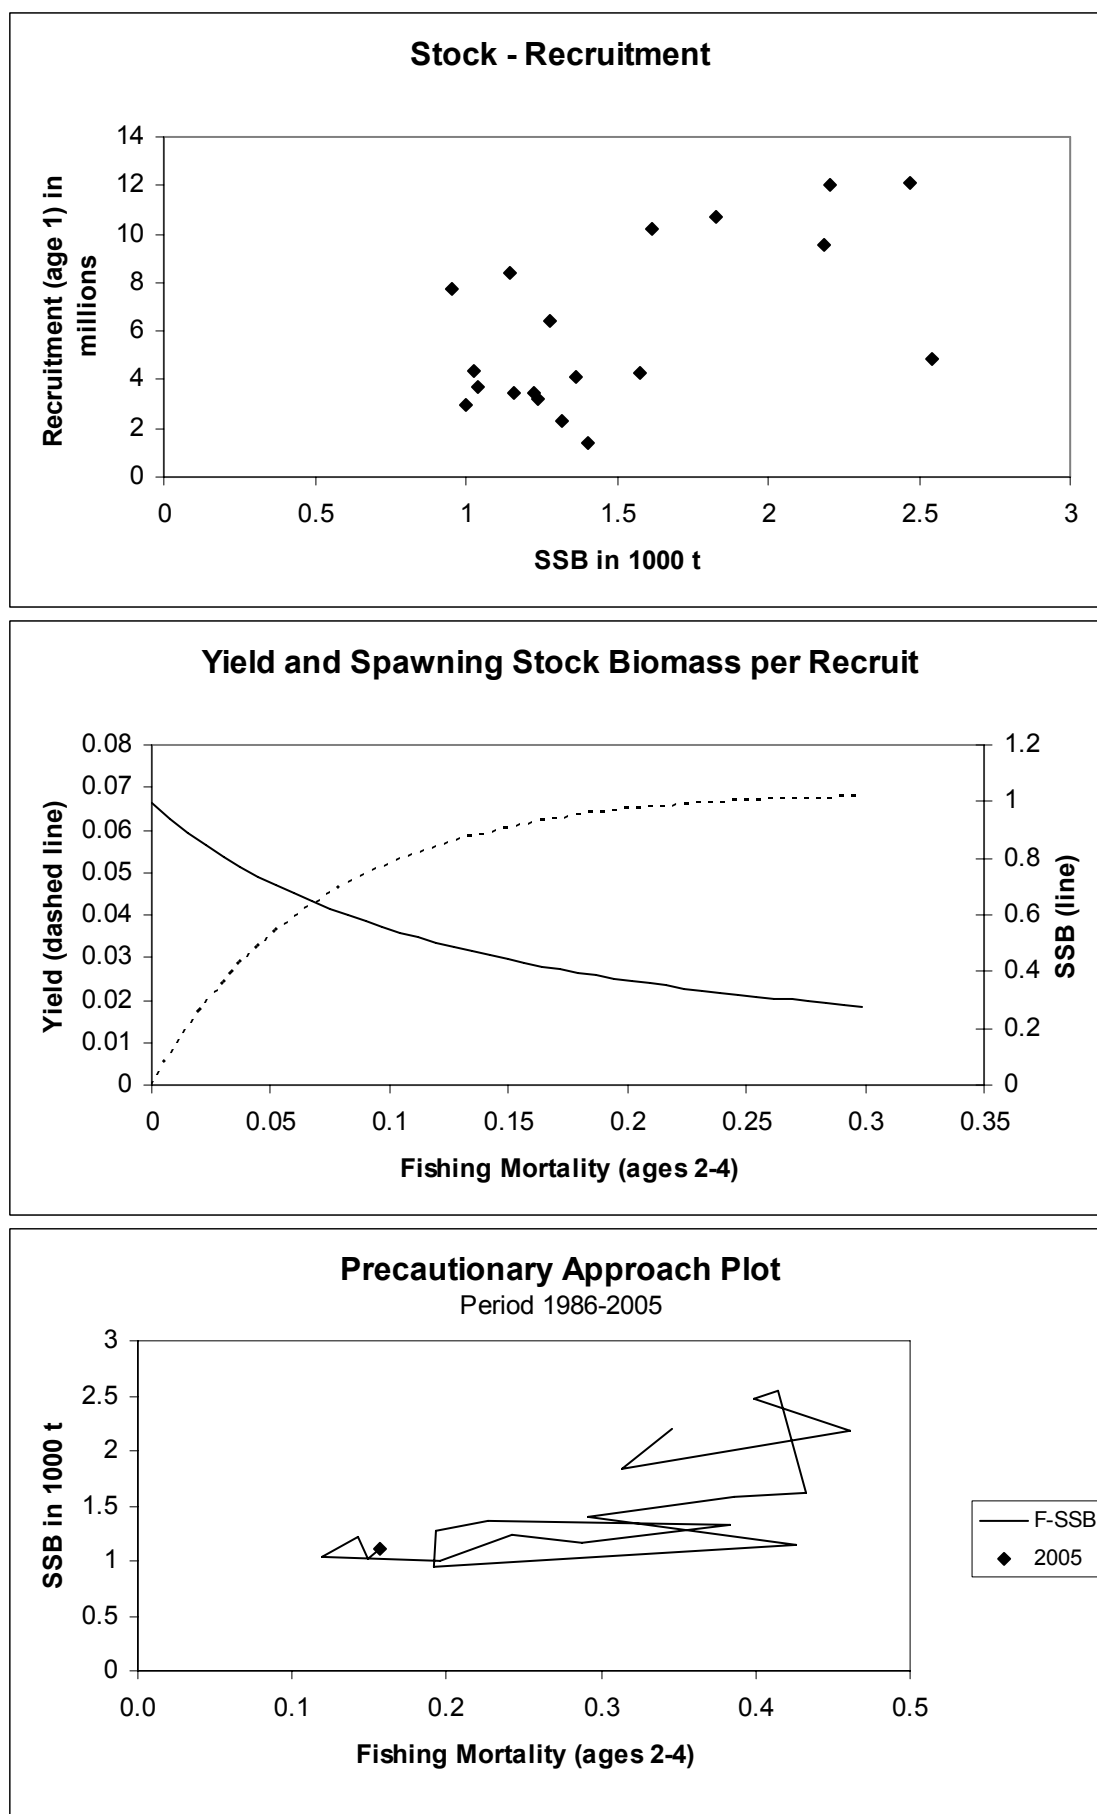 Stock - Recruitment
Recruitment (age 1) in
millions
14
12
10
8
6
4
2
0
0 0.5 1 1.5 2 2.5 3
SSB in 1000 t
Yield and Spawning Stock Biomass per Recruit
Yield (dashed line)
0.08
0.07
0.06
0.05
0.04
0.03
0.02
0.01
0
1.2
1
0.8
0.6
0.4
0.2
0
SSB (line)
0 0.05 0.1 0.15 0.2 0.25 0.3 0.35
Fishing Mortality (ages 2-4)
Precautionary Approach Plot
Period 1986-2005
SSB in 1000 t
3
2.5
2
1.5
1
0.5
0
0.0 0.1 0.2 0.3 0.4 0.5
Fishing Mortality (ages 2-4)
F-SSB
2005